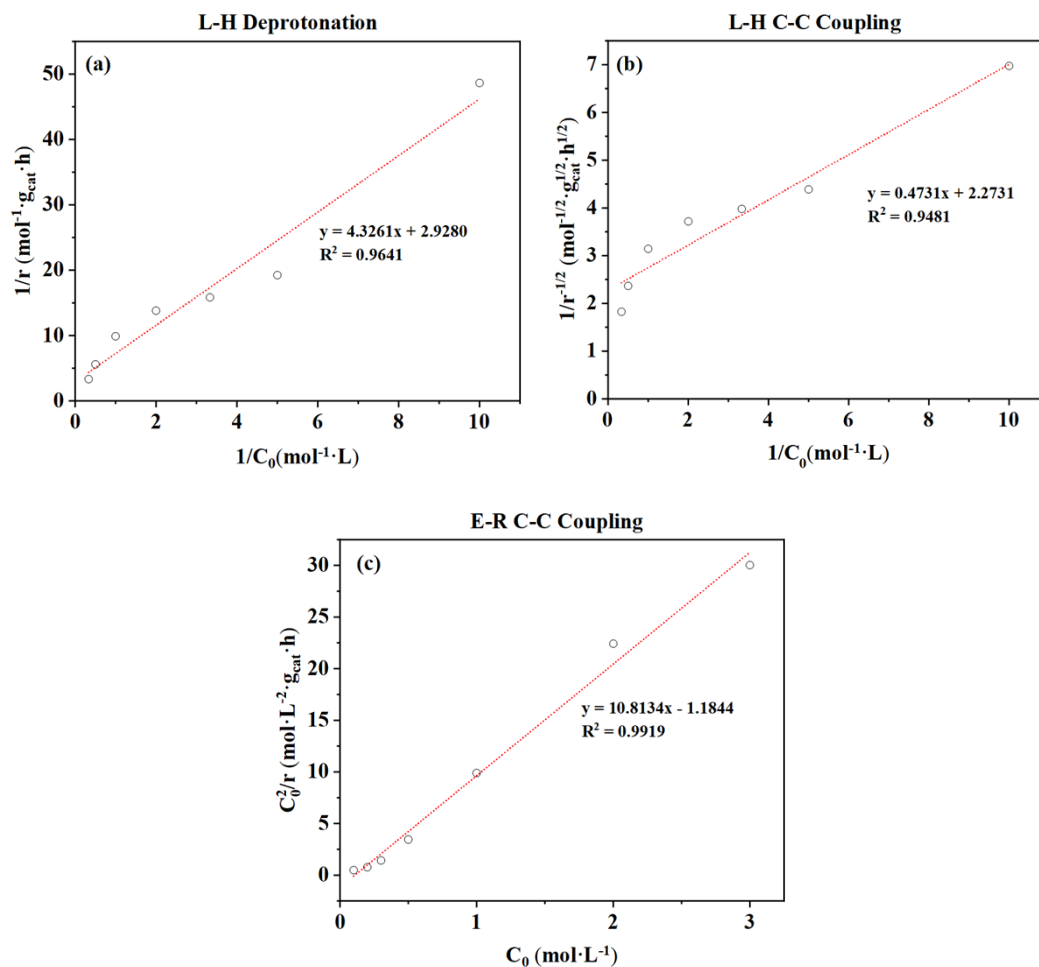 L-H Deprotonation
(a)
1/r (mol⁻¹·g_cat·h)
50
40
30
20
10
0
y = 4.3261x + 2.9280
R² = 0.9641
0 2 4 6 8 10
1/C₀(mol⁻¹·L)
L-H C-C Coupling
(b)
1/r⁻¹/² (mol⁻¹/²·g_cat¹/²·h¹/²)
7
6
5
4
3
2
1
0
y = 0.4731x + 2.2731
R² = 0.9481
0 2 4 6 8 10
1/C₀(mol⁻¹·L)
E-R C-C Coupling
(c)
C₀²/r (mol·L⁻²·g_cat·h)
30
25
20
15
10
5
0
y = 10.8134x - 1.1844
R² = 0.9919
0 1 2 3
C₀ (mol·L⁻¹)